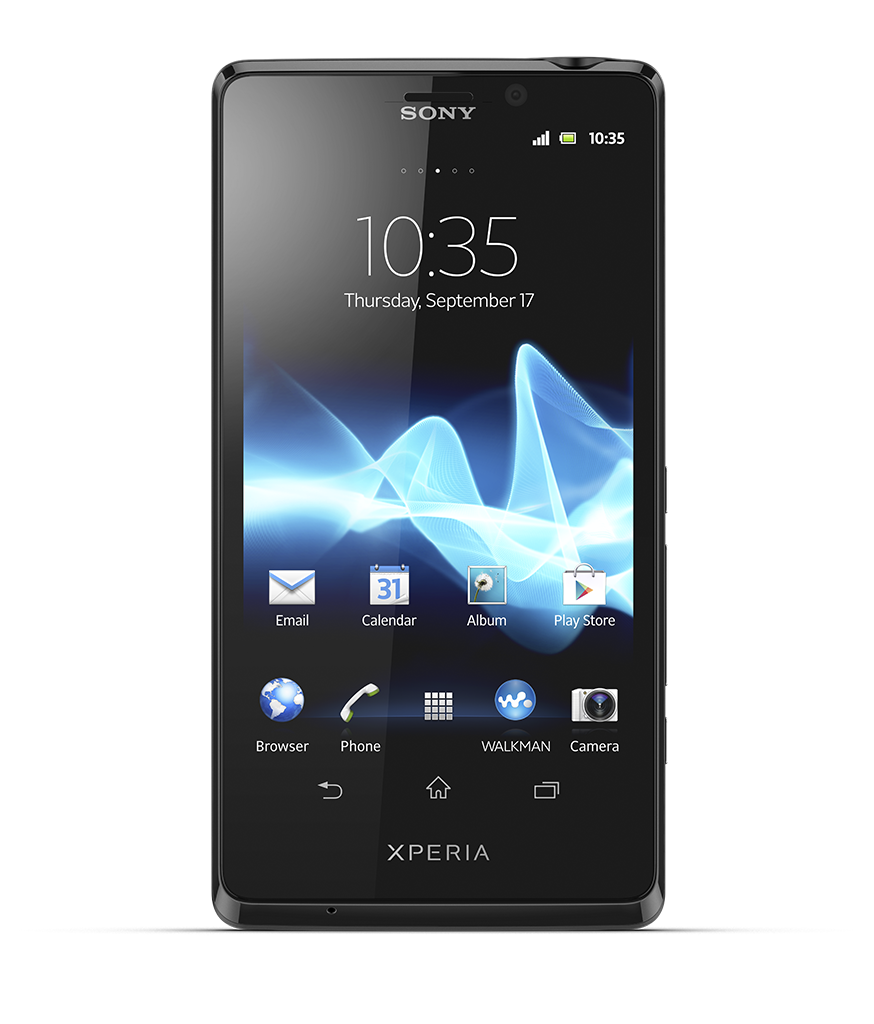 SONY
10:35
10:35
Thursday, September 17
31
Email Calendar Album Play Store
Browser Phone WALKMAN Camera
XPERIA